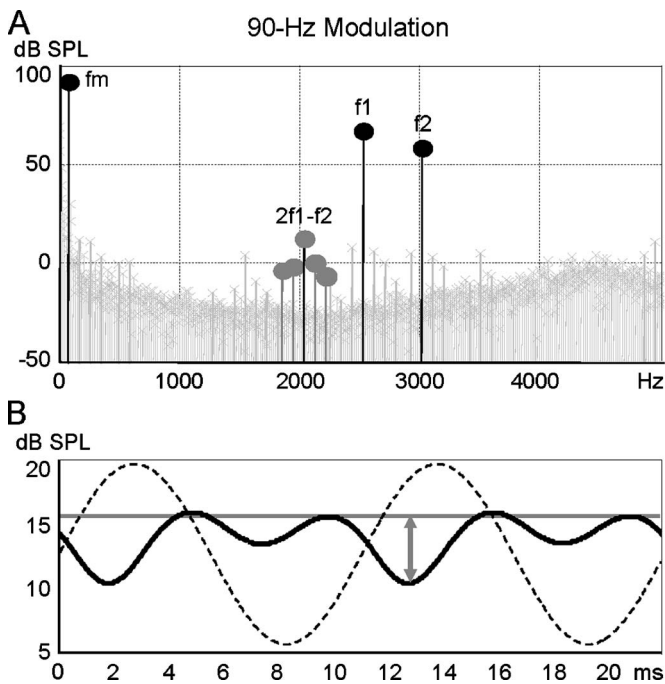 A
90-Hz Modulation
dB SPL
100
fm
f1
f2
50
2f1-f2
0
-50
0 1000 2000 3000 4000 Hz
B
dB SPL
20
15
10
5
0 2 4 6 8 10 12 14 16 18 20 ms